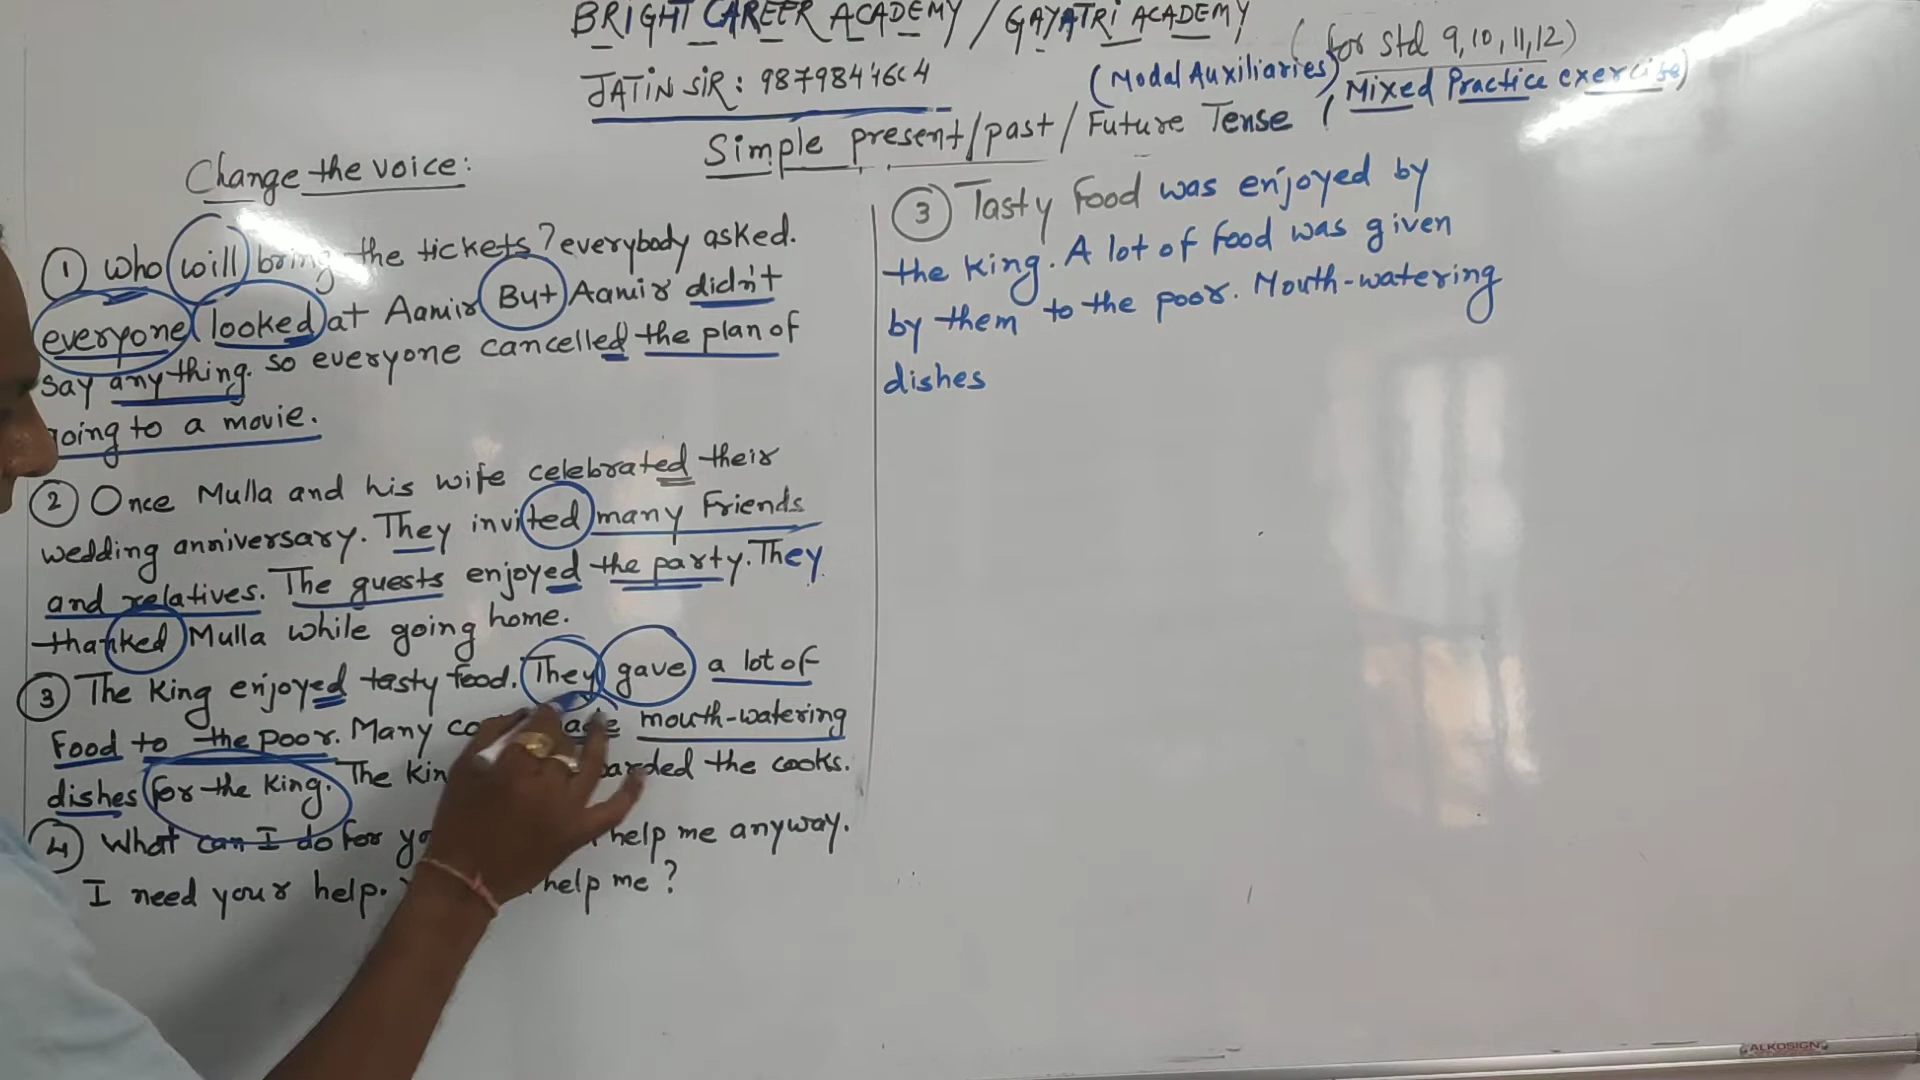 BRIGHT CAREER ACADEMY / GAYATRI ACADEMY
(for std 9,10,11,12)
JATIN SIR:
(Modal Auxiliaries)
(Mixed Practice exercise)
Simple present/past/Future Tense
Change the voice:
① who will bring the tickets? everybody asked.
everyone looked at Aamir But Aamir didn't
say anything. so everyone cancelled the plan of
going to a movie.
② Once Mulla and his wife celebrated their
wedding anniversary. They invited many Friends
and relatives. The guests enjoyed the party. They
thanked Mulla while going home.
③ The King enjoyed tasty food. They gave a lot of
Food to the poor. Many mouth-watering
dishes for the King. The the cooks.
④ What can I do for help me anyway.
I need your help. help me?
③ Tasty Food was enjoyed by
the King. A lot of food was given
by them to the poor. Mouth-watering
dishes
ALKOSIGN